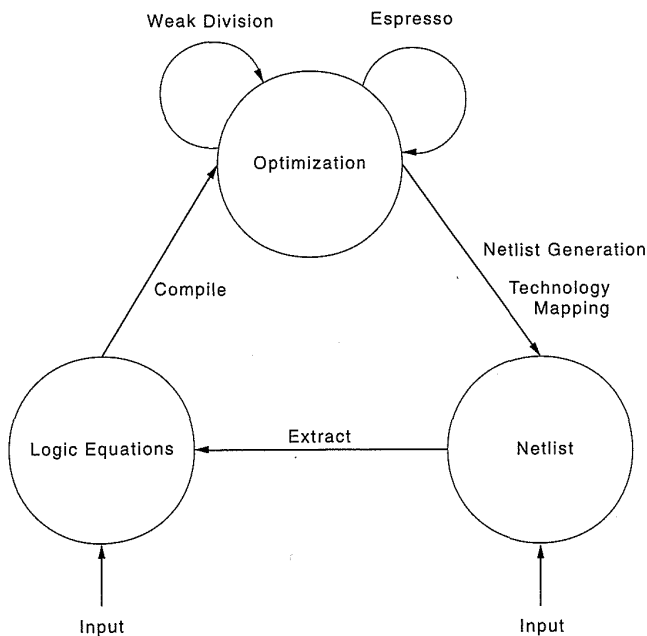 Weak Division
Espresso
Optimization
Netlist Generation
Technology
Mapping
Compile
Logic Equations
Extract
Netlist
Input
Input